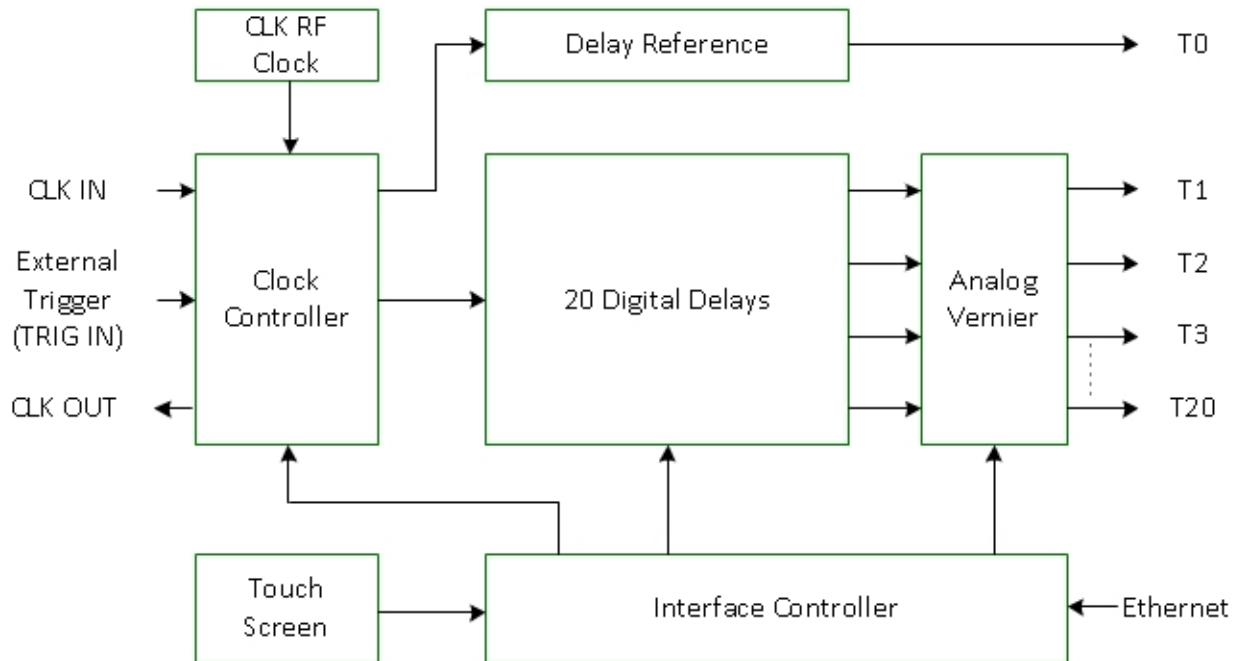 CLK RF
Clock
Delay Reference
T0
CLK IN
External
Trigger
(TRIG IN)
CLK OUT
Clock
Controller
20 Digital Delays
Analog
Vernier
T1
T2
T3
T20
Touch
Screen
Interface Controller
Ethernet